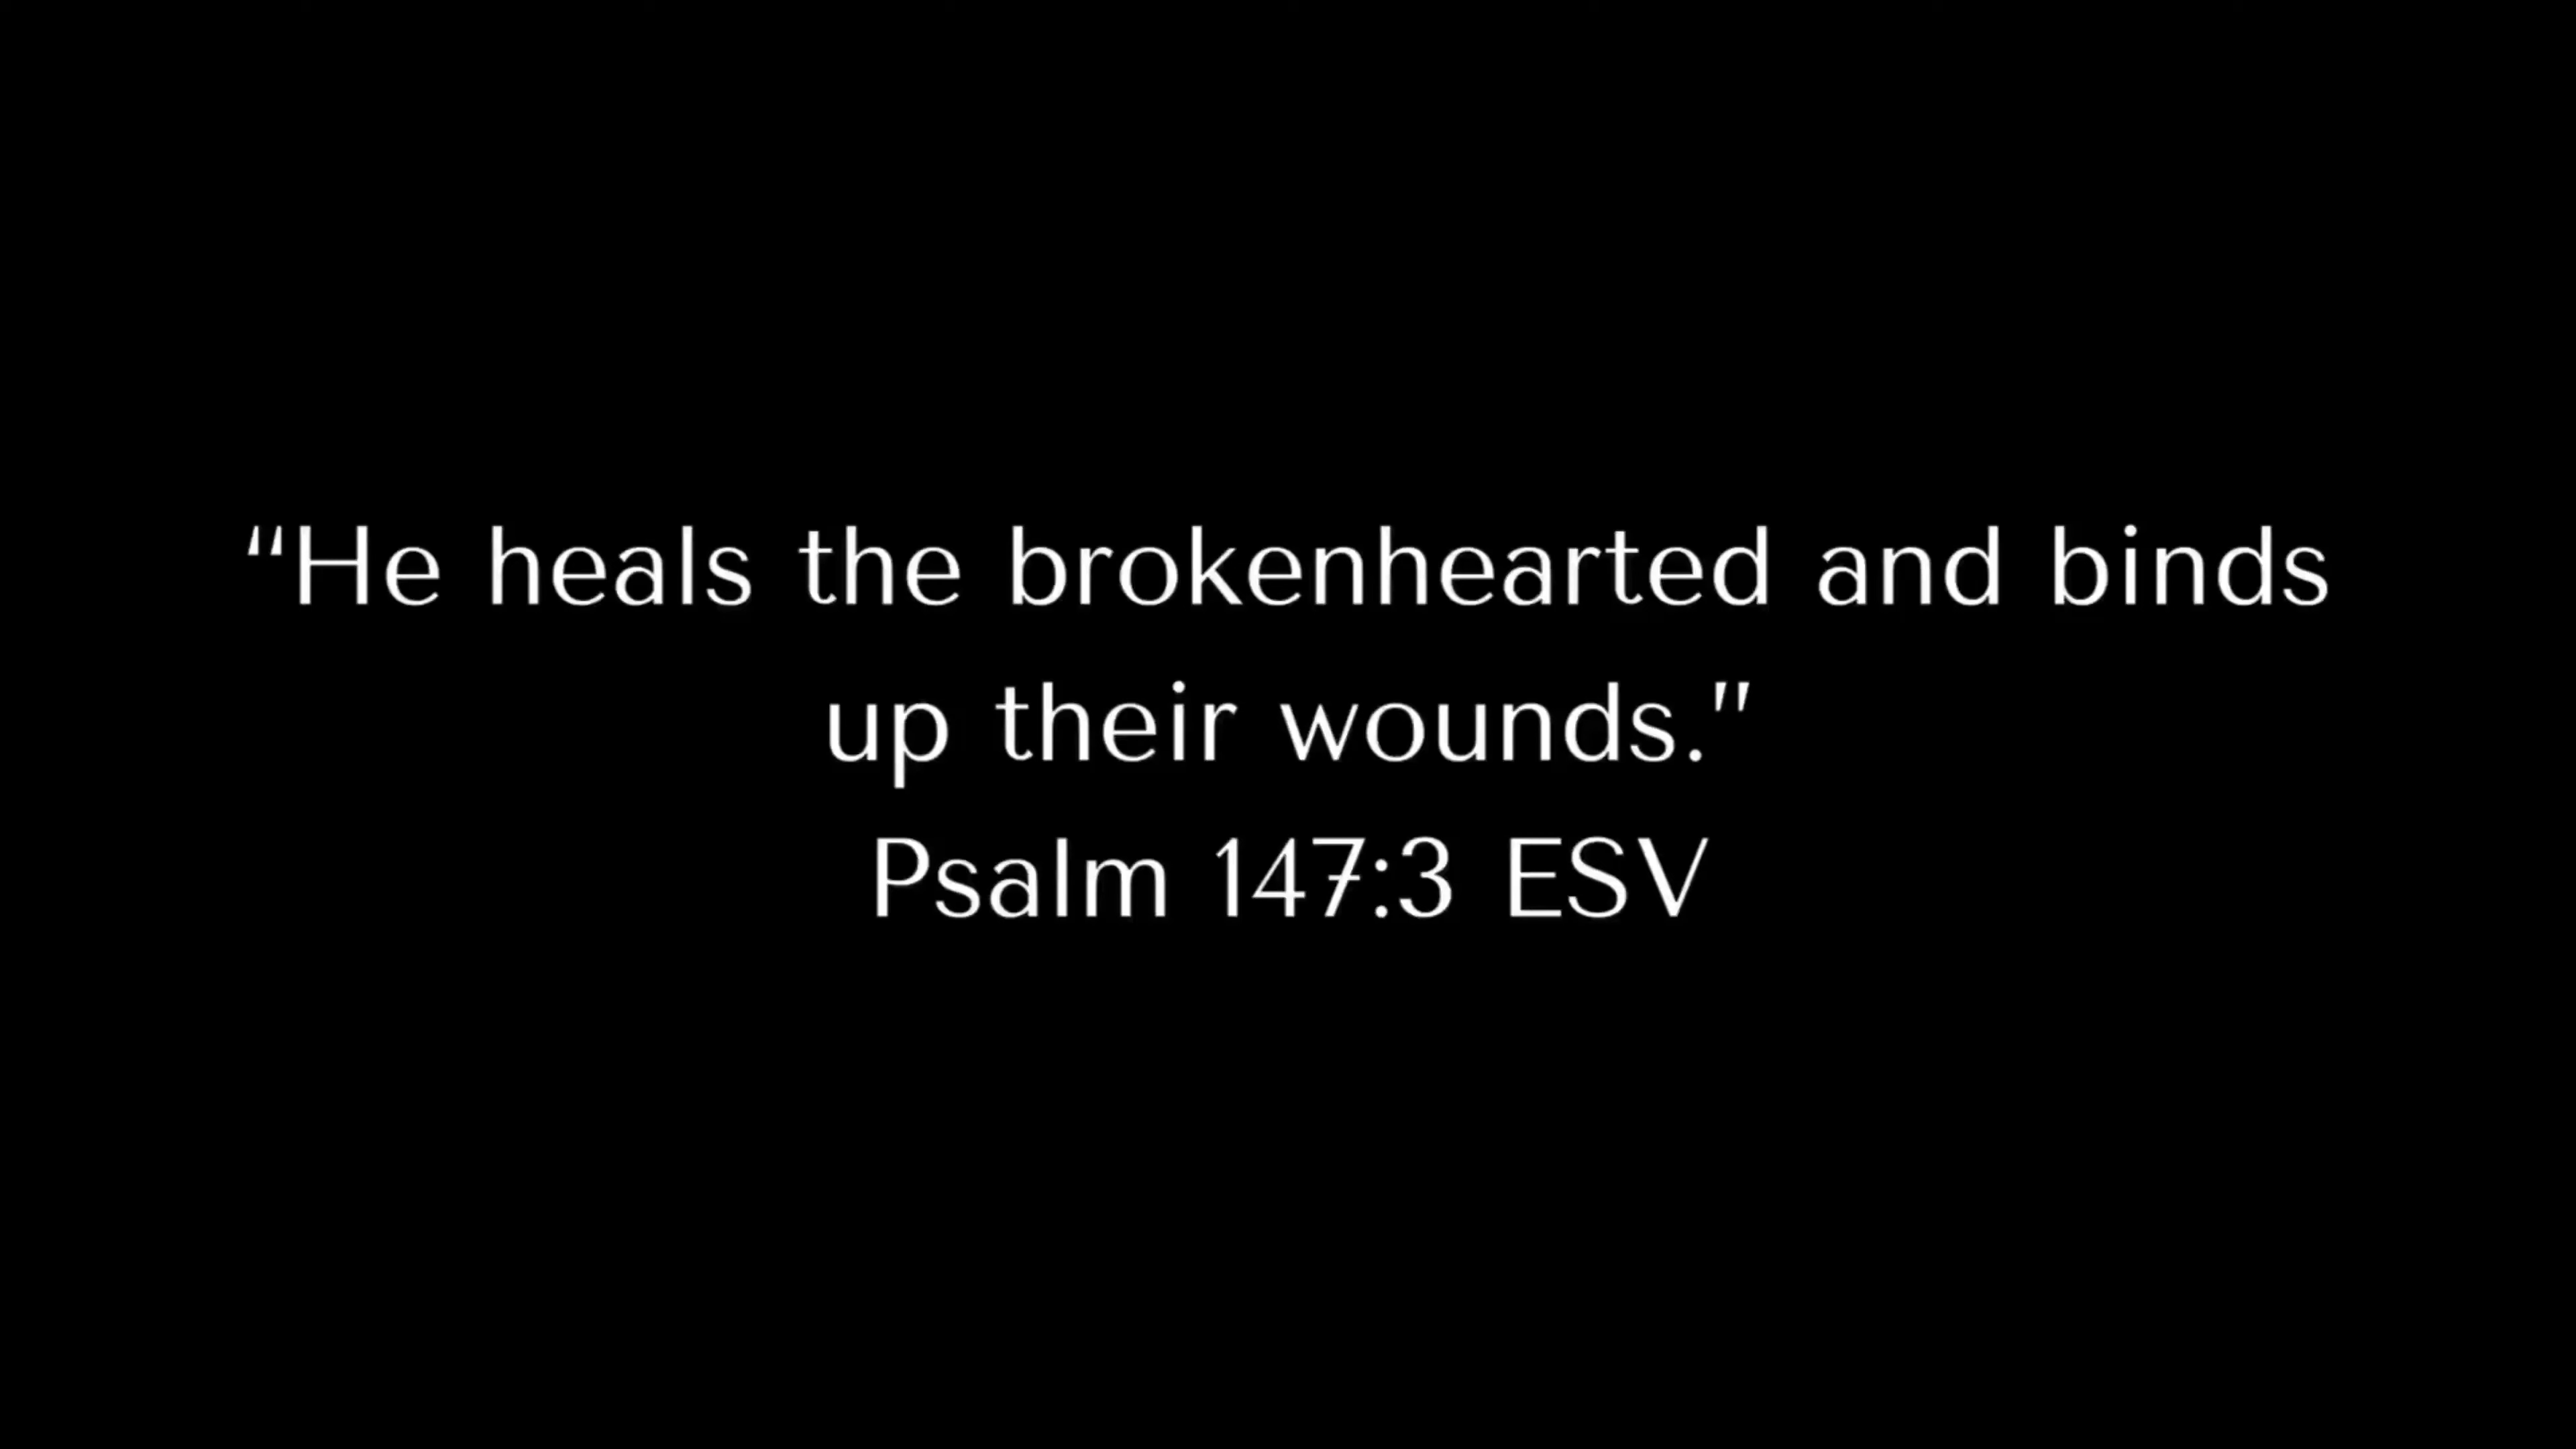 “He heals the brokenhearted and binds
up their wounds.”
Psalm 147:3 ESV